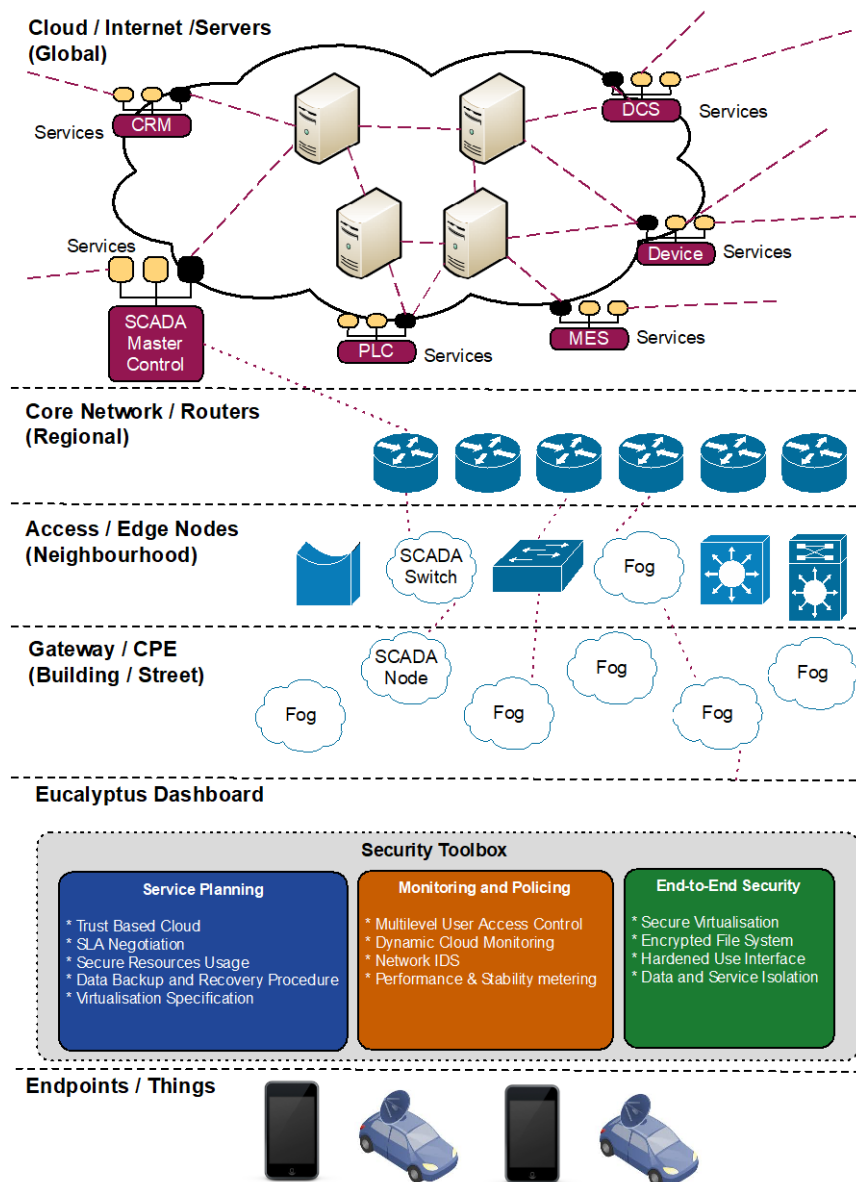 Cloud / Internet /Servers
(Global)
Services
CRM
DCS
Services
Services
Device
Services
SCADA
Master
Control
PLC
Services
MES
Services
Core Network / Routers
(Regional)
Access / Edge Nodes
(Neighbourhood)
SCADA
Switch
Fog
Gateway / CPE
(Building / Street)
SCADA
Node
Fog
Fog
Fog
Fog
Fog
Eucalyptus Dashboard
Security Toolbox
Service Planning
* Trust Based Cloud
* SLA Negotiation
* Secure Resources Usage
* Data Backup and Recovery Procedure
* Virtualisation Specification
Monitoring and Policing
* Multilevel User Access Control
* Dynamic Cloud Monitoring
* Network IDS
* Performance & Stability metering
End-to-End Security
* Secure Virtualisation
* Encrypted File System
* Hardened Use Interface
* Data and Service Isolation
Endpoints / Things